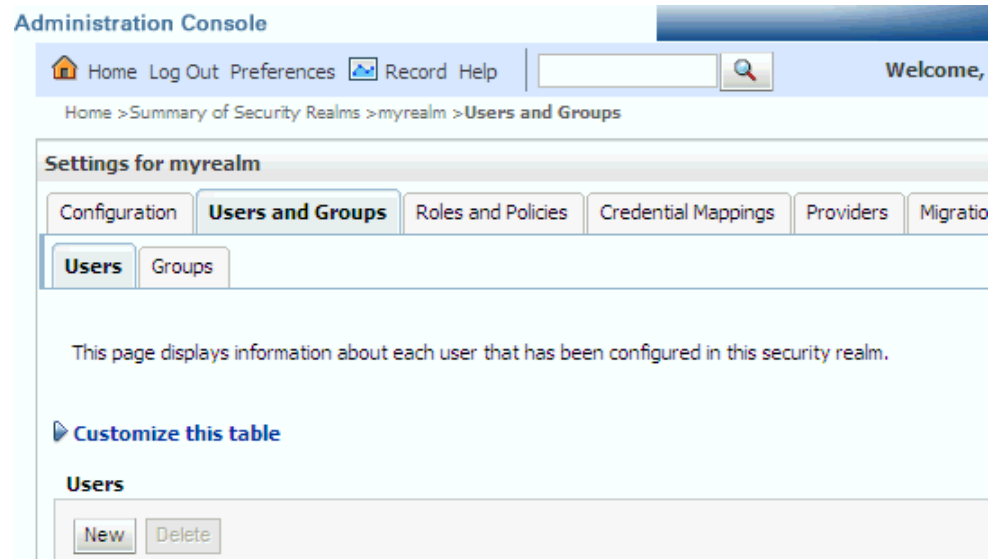 Administration Console
Home Log Out Preferences Record Help
Welcome,
Home >Summary of Security Realms >myrealm >Users and Groups
Settings for myrealm
Configuration Users and Groups Roles and Policies Credential Mappings Providers Migratio
Users Groups
This page displays information about each user that has been configured in this security realm.
Customize this table
Users
New Delete